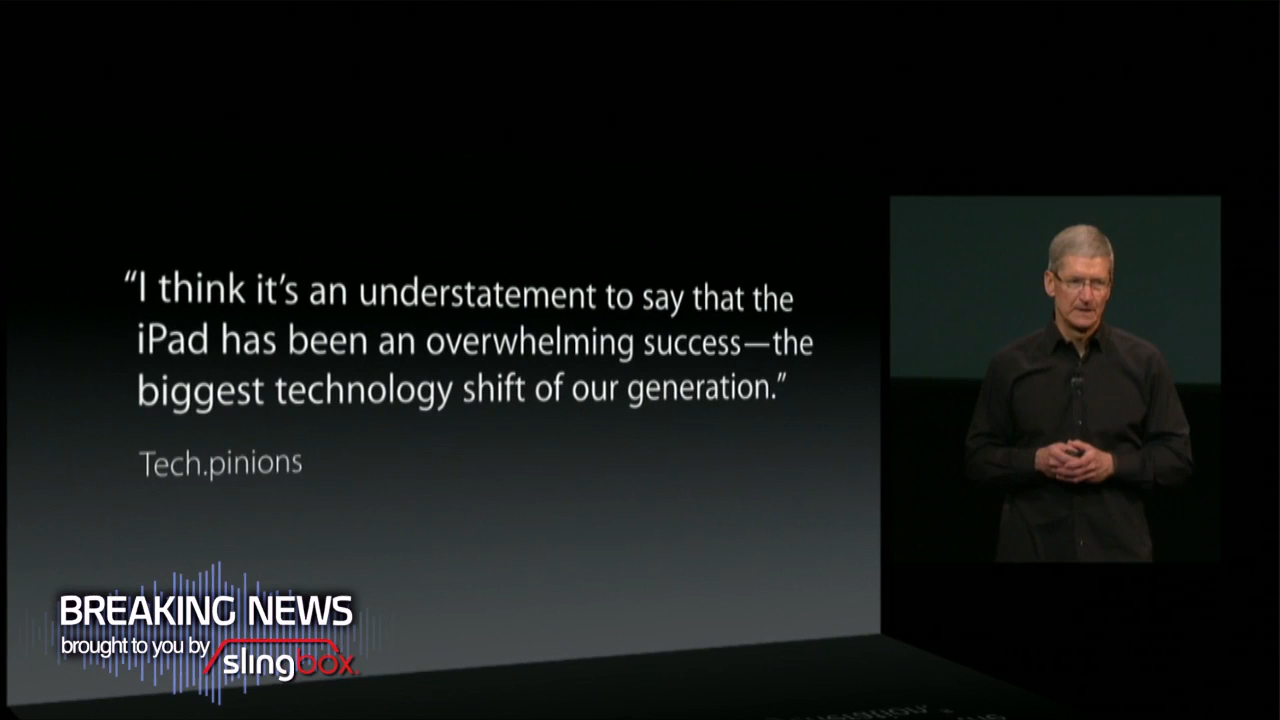 “I think it’s an understatement to say that the
iPad has been an overwhelming success—the
biggest technology shift of our generation.”
Tech.pinions
BREAKING NEWS
brought to you by
slingbox